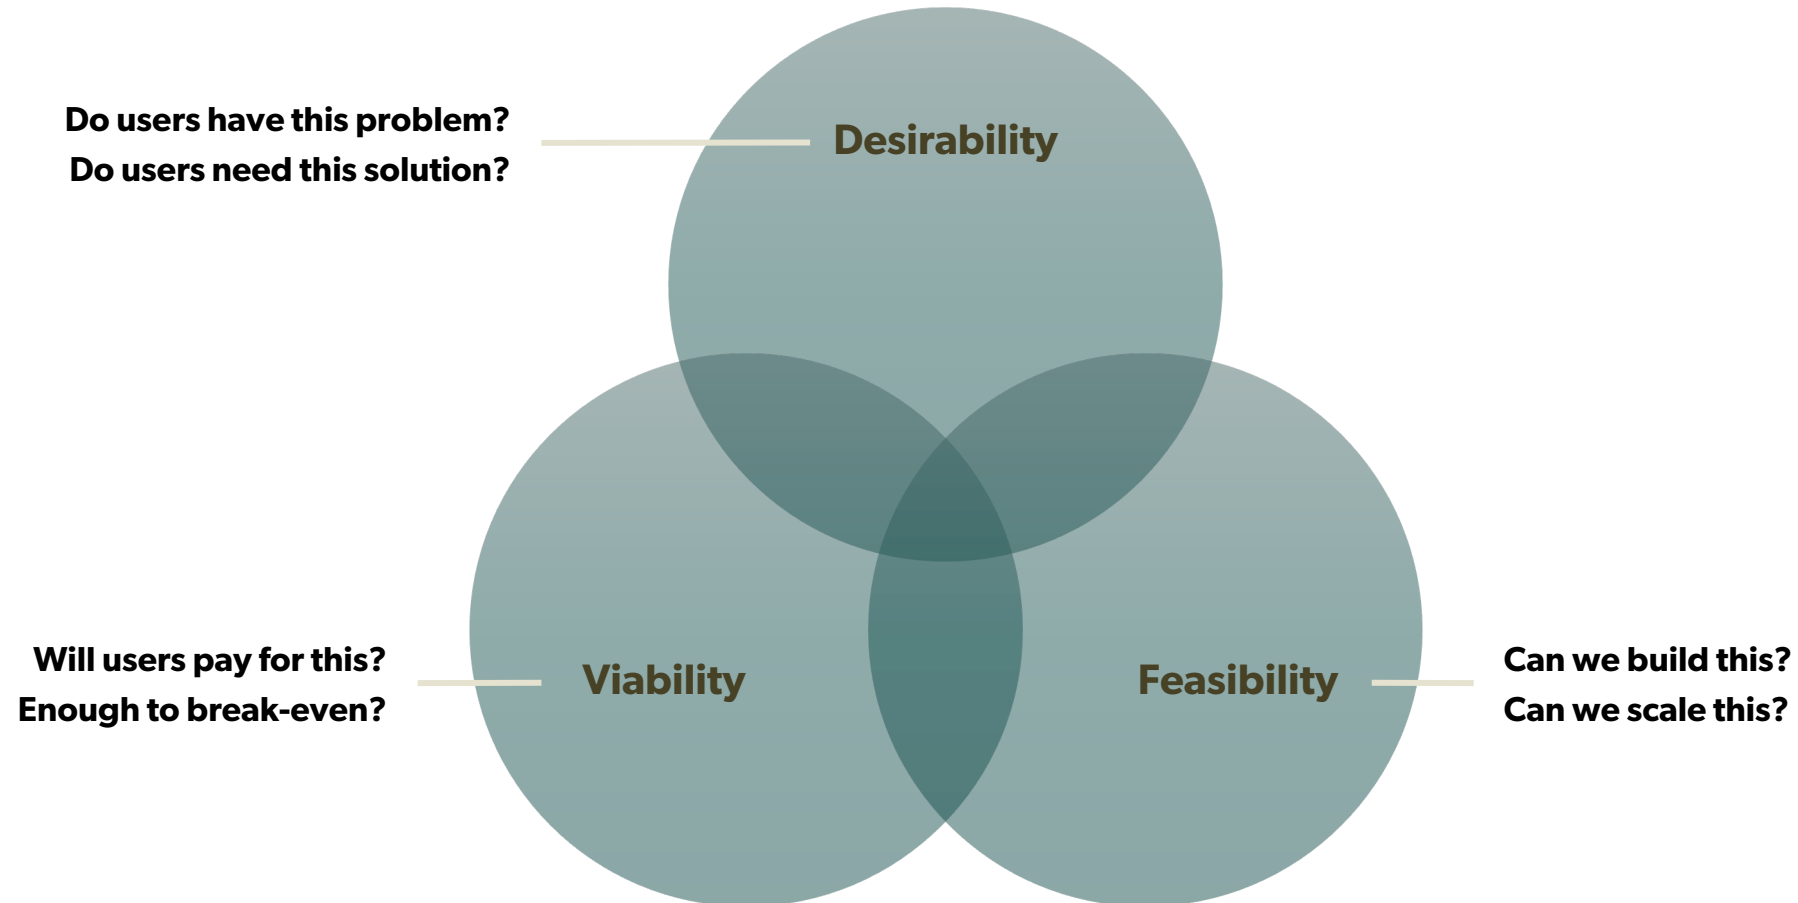 Do users have this problem?
Do users need this solution?
Desirability
Will users pay for this?
Enough to break-even?
Viability
Feasibility
Can we build this?
Can we scale this?